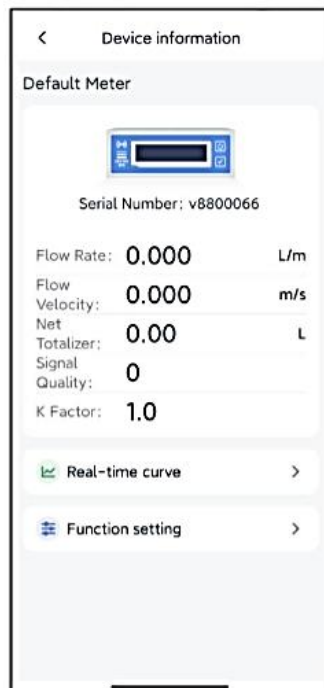 Device information
Default Meter
Serial Number: v8800066
Flow Rate: 0.000 L/m
Flow
Velocity: 0.000 m/s
Net
Totalizer: 0.00 L
Signal
Quality: 0
K Factor: 1.0
Real-time curve
Function setting